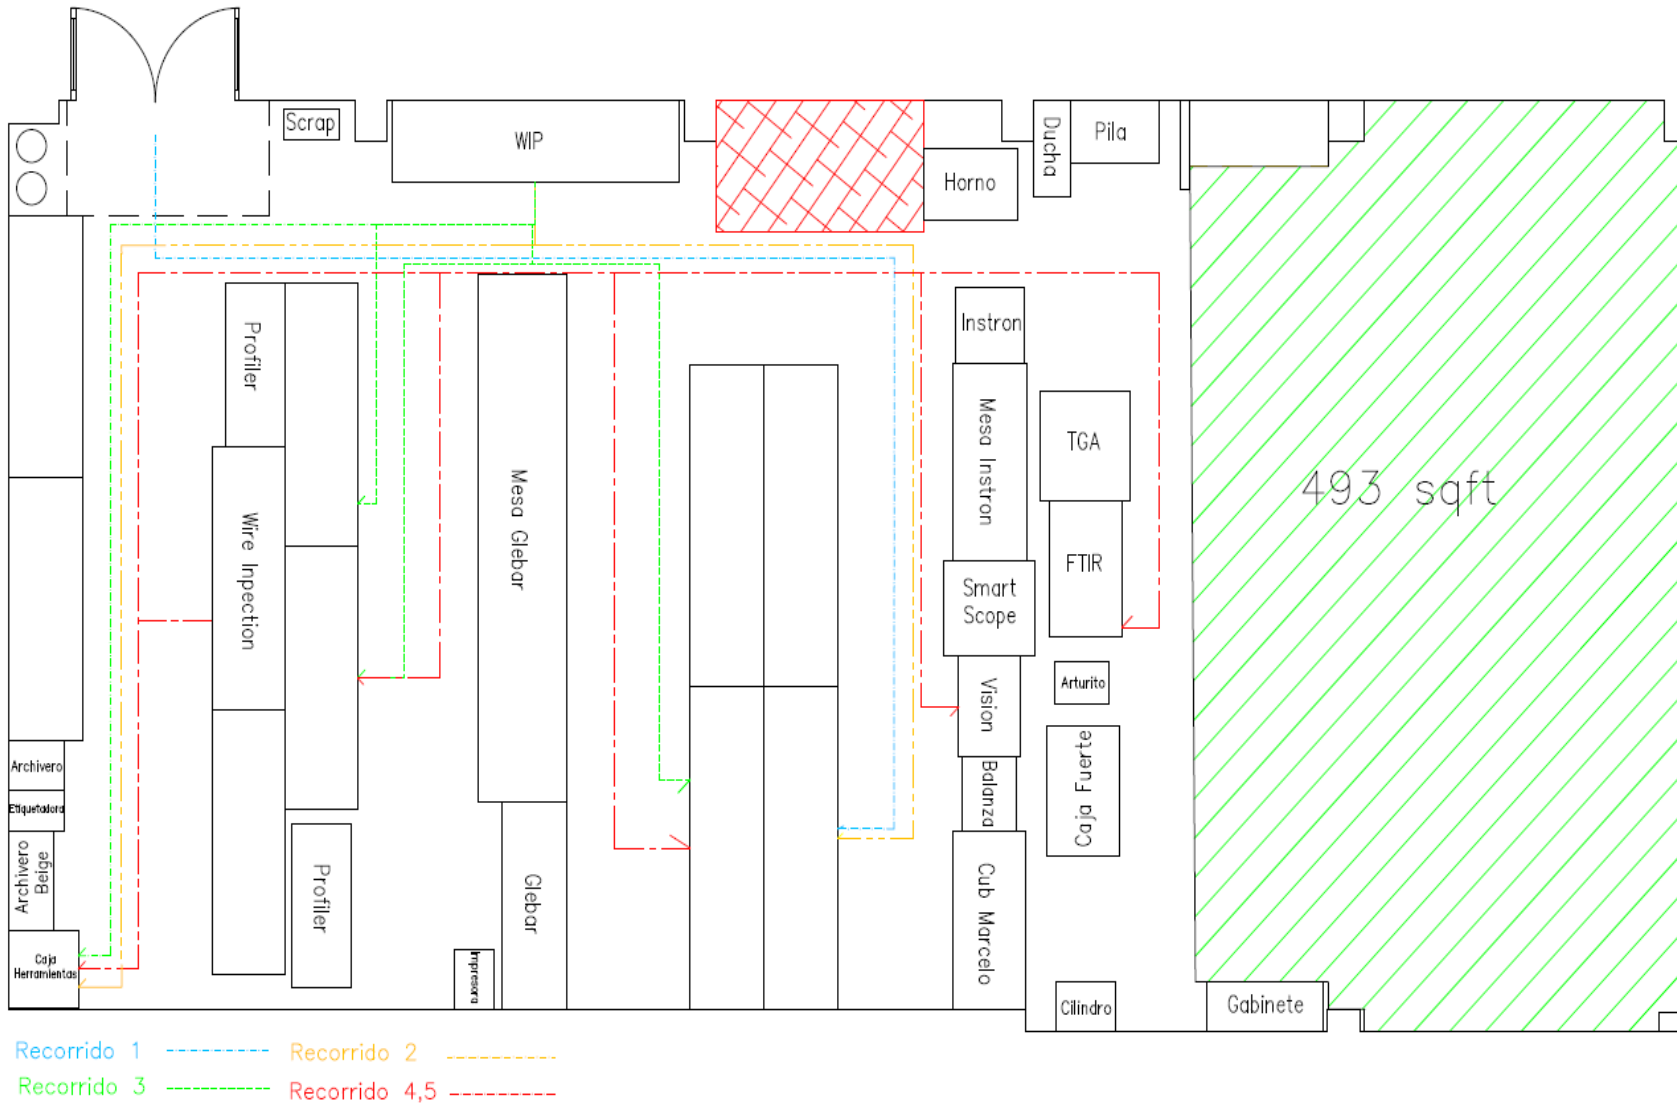 Scrap
WIP
Horno
Ducha
Pila
Profiler
Instron
Mesa Instron
TGA
493 sqft
Mesa Glebar
Wire Inpection
FTIR
Smart
Scope
Arturito
Vision
Archivero
Etiquetadora
Balanza
Caja Fuerte
Archivero
Beige
Profiler
Glebar
Cub Marcelo
Caja
Herramientas
Impresora
Cilindro
Gabinete
Recorrido 1
Recorrido 2
Recorrido 3
Recorrido 4,5